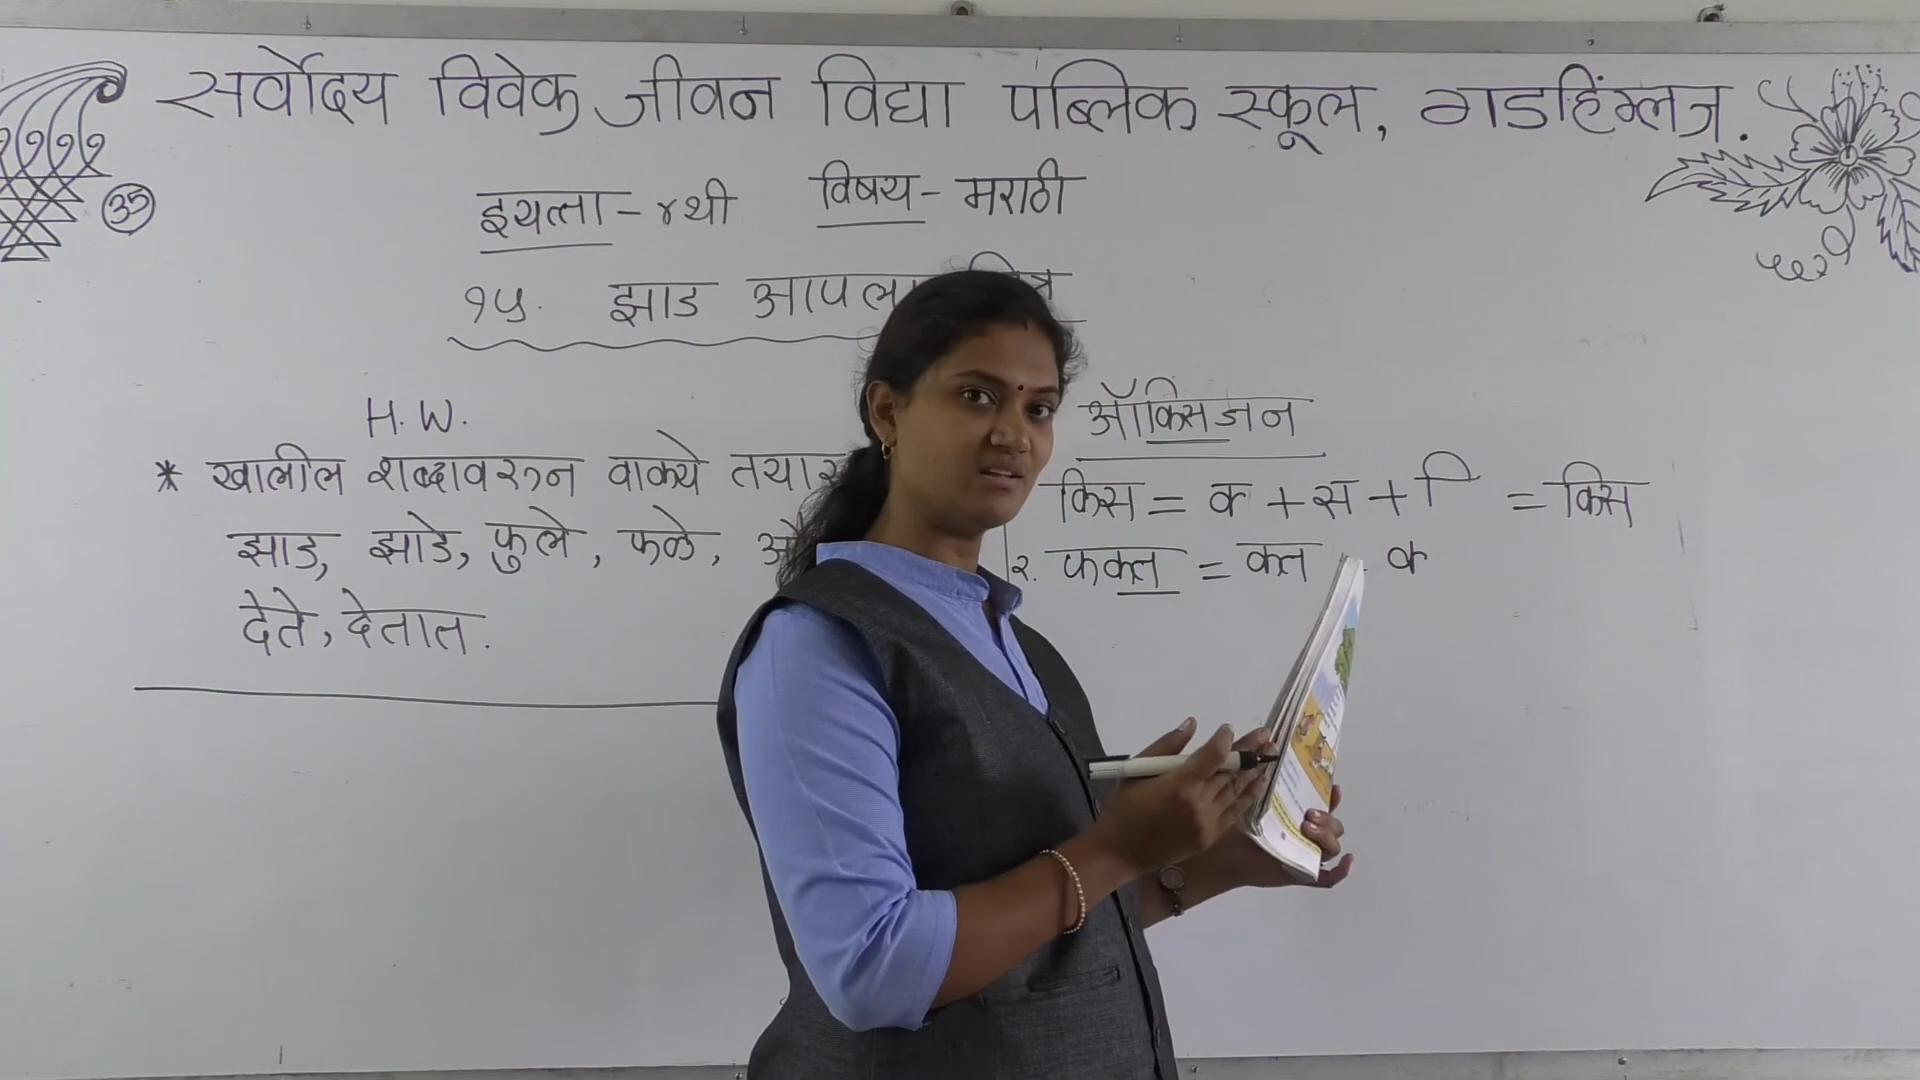 सर्वोदय विवेक जीवन विद्या पब्लिक स्कूल, गडहिंग्लज.
ॐ
इयत्ता - ४थी विषय - मराठी
१५. झाड आपला
H.W.
* खालील शब्दावरून वाक्ये तयार
झाड, झाडे, फुले, फळे,
देते, देतात.
ऑक्सिजन
क्सि = क + स + ि = क्सि
२. फक्त = क्त क